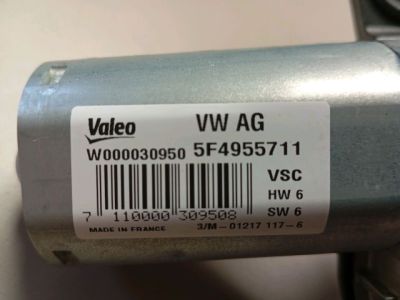 Valeo VW AG
W000030950 5F4955711
VSC
HW 6
SW 6
7 110000 309508
MADE IN FRANCE 3/M-01217 117-6